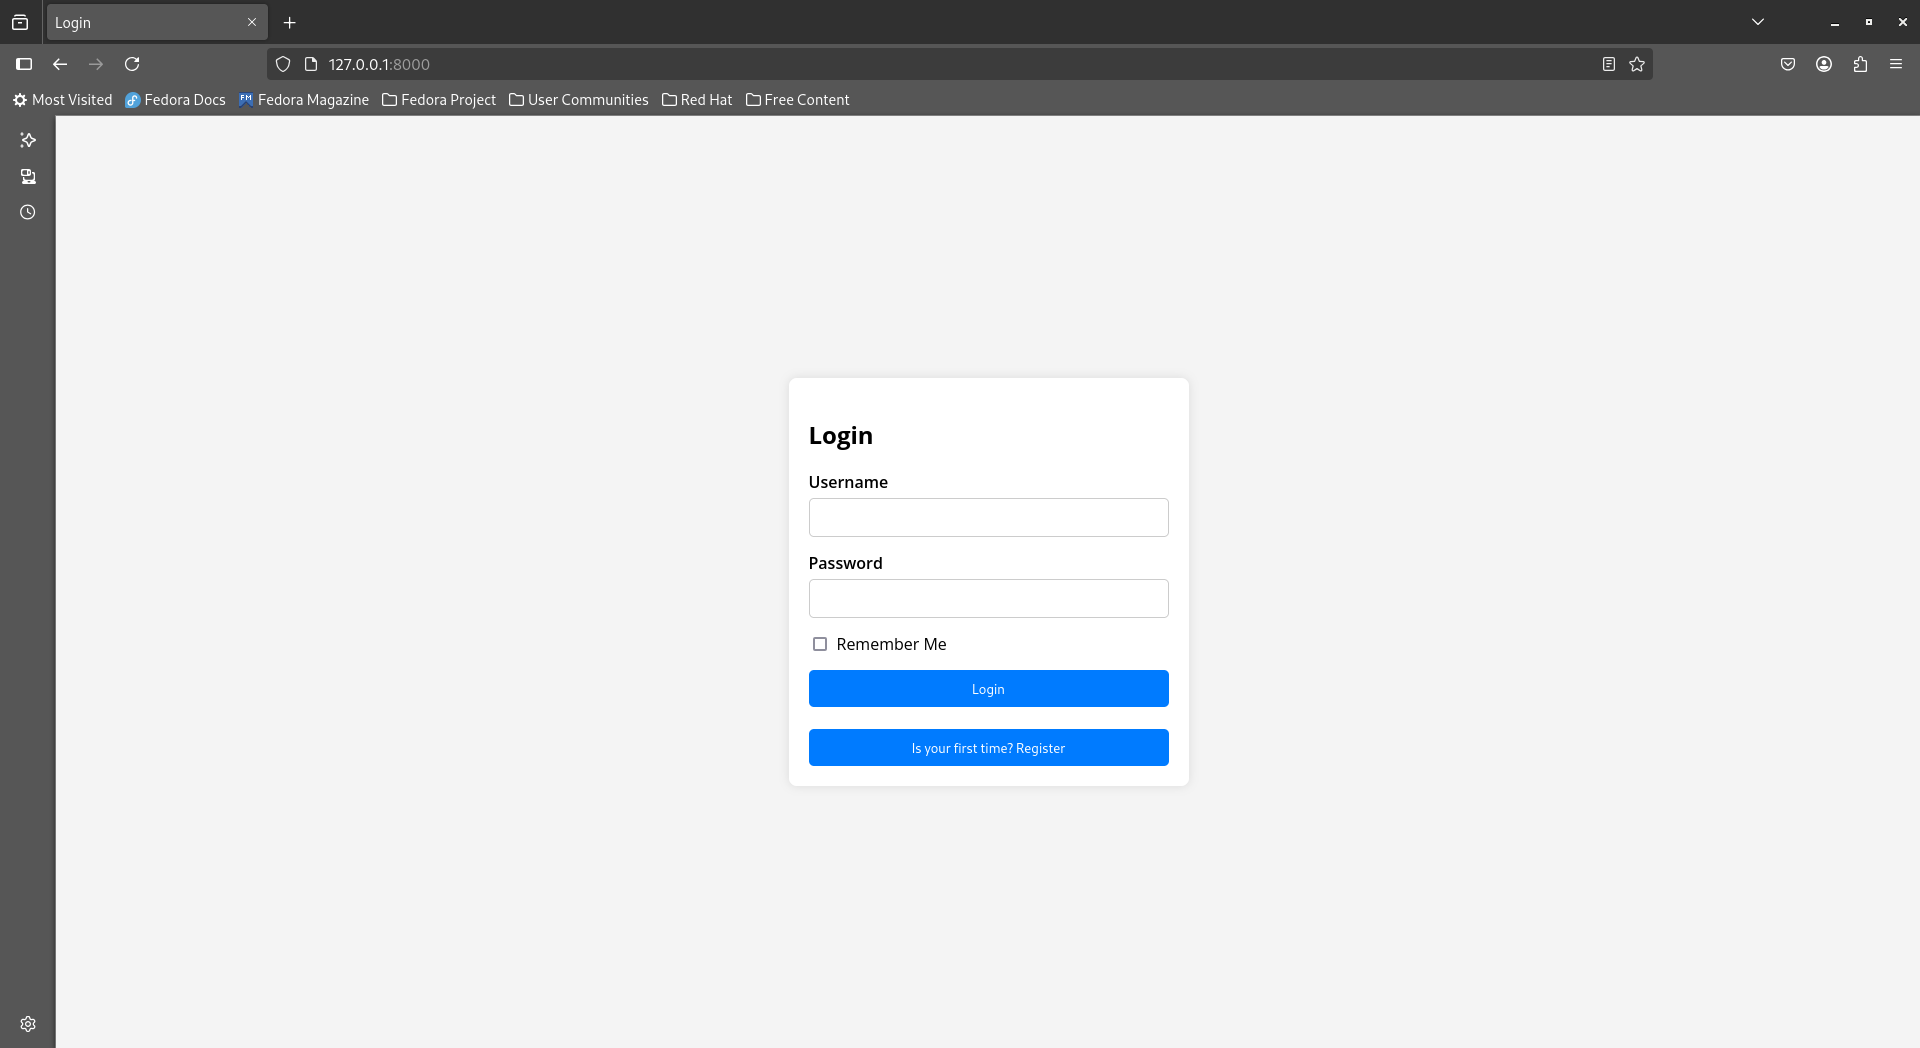 Login
127.0.0.1:8000
Most Visited Fedora Docs Fedora Magazine Fedora Project User Communities Red Hat Free Content
Login
Username
Password
Remember Me
Login
Is your first time? Register